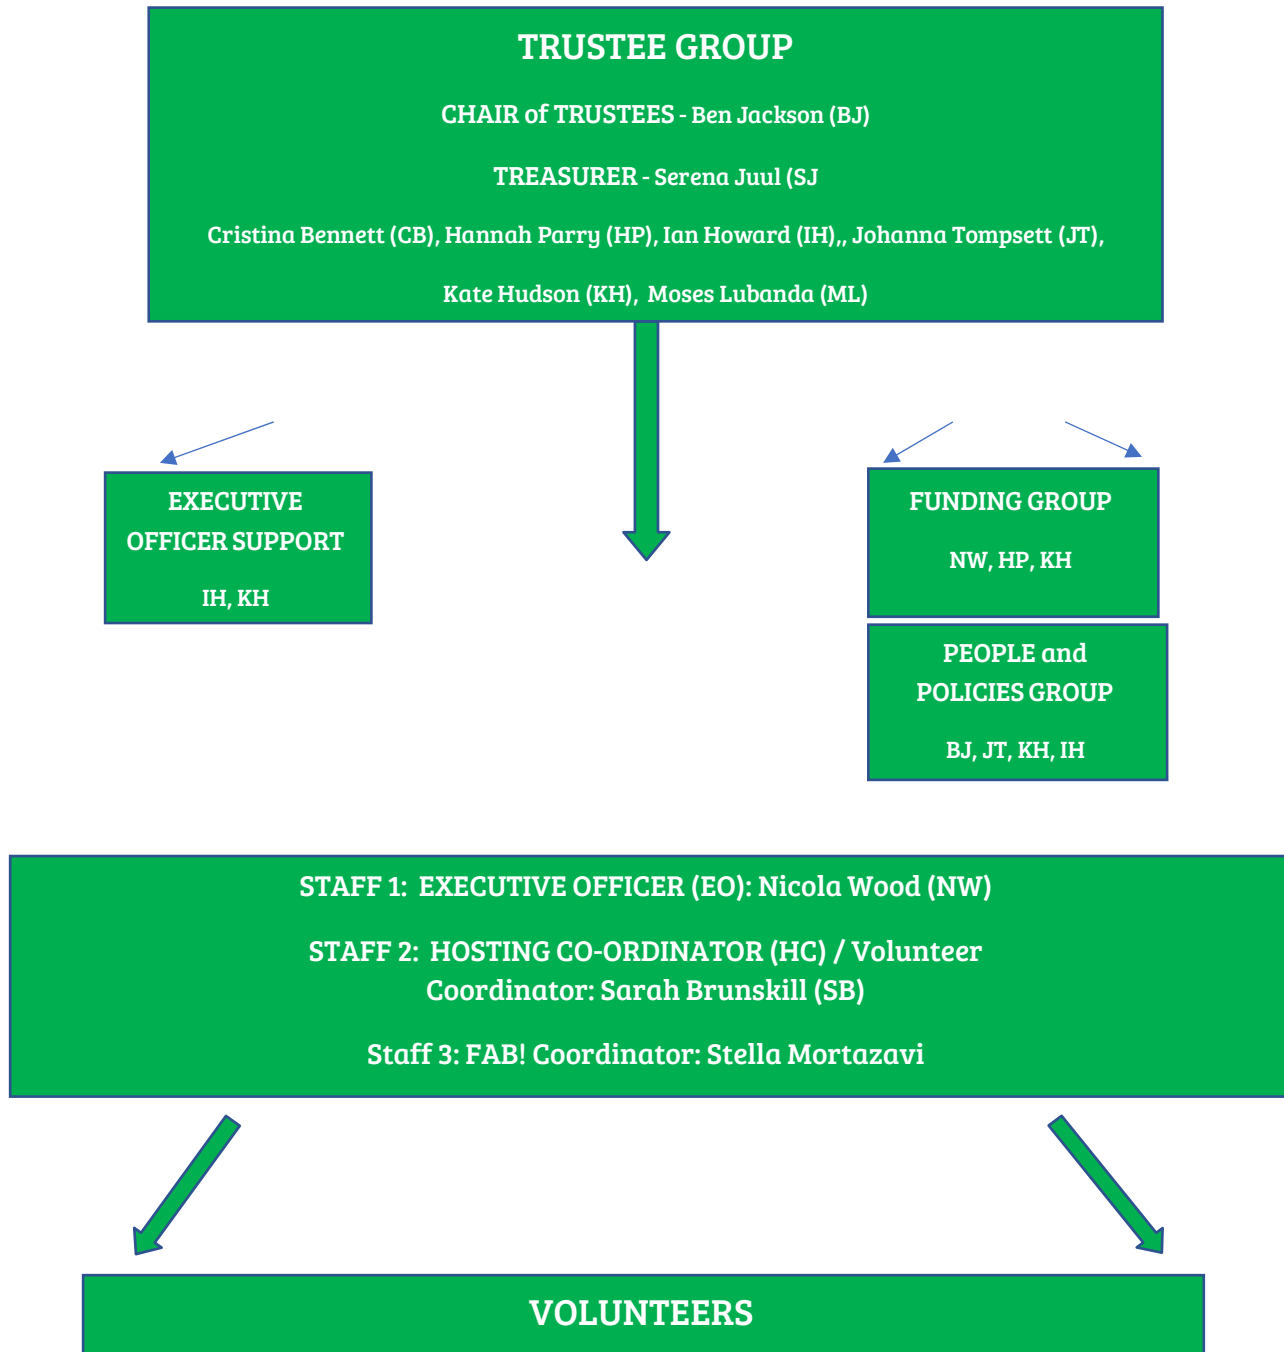 TRUSTEE GROUP
CHAIR of TRUSTEES - Ben Jackson (BJ)
TREASURER - Serena Juul (SJ
Cristina Bennett (CB), Hannah Parry (HP), Ian Howard (IH),, Johanna Tompsett (JT),
Kate Hudson (KH), Moses Lubanda (ML)
EXECUTIVE
OFFICER SUPPORT
IH, KH
FUNDING GROUP
NW, HP, KH
PEOPLE and
POLICIES GROUP
BJ, JT, KH, IH
STAFF 1: EXECUTIVE OFFICER (EO): Nicola Wood (NW)
STAFF 2: HOSTING CO-ORDINATOR (HC) / Volunteer
Coordinator: Sarah Brunskill (SB)
Staff 3: FAB! Coordinator: Stella Mortazavi
VOLUNTEERS